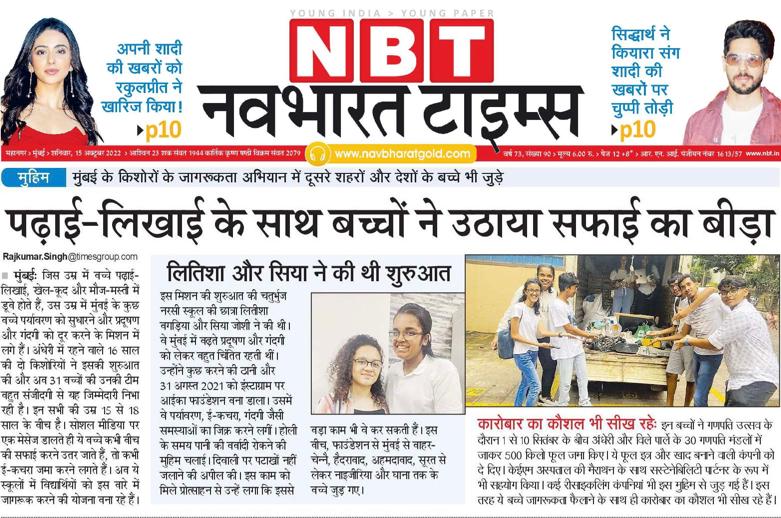 YOUNG INDIA > YOUNG PAPER
NBT
नवभारत टाइम्स
अपनी शादी
की खबरों को
रकुलप्रीत ने
खारिज किया!
>p10
सिद्धार्थ ने
कियारा संग
शादी की
खबरों पर
चुप्पी तोड़ी
>p10
महानगर > मुंबई > शनिवार, 15 अक्टूबर 2022 > आश्विन 23 शक संवत 1944 कार्तिक कृष्ण षष्ठी विक्रम संवत 2079
www.navbharatgold.com
वर्ष 73, संख्या 90 > मूल्य 6.00 रु. > पेज 12 +8* > आर. एन. आई. पंजीयन नंबर 1613/57
www.nbt.in
मुहिम
मुंबई के किशोरों के जागरूकता अभियान में दूसरे शहरों और देशों के बच्चे भी जुड़े
पढ़ाई-लिखाई के साथ बच्चों ने उठाया सफाई का बीड़ा
Rajkumar.Singh@timesgroup.com
■ मुंबई: जिस उम्र में बच्चे पढ़ाई-
लिखाई, खेल-कूद और मौज-मस्ती में
डूबे होते हैं, उस उम्र में मुंबई के कुछ
बच्चे पर्यावरण को सुधारने और प्रदूषण
और गंदगी को दूर करने के मिशन में
लगे हैं। अंधेरी में रहने वाले 16 साल
की दो किशोरियों ने इसकी शुरुआत
की और अब 31 बच्चों की उनकी टीम
बहुत संजीदगी से यह जिम्मेदारी निभा
रही है। इन सभी की उम्र 15 से 18
साल के बीच है। सोशल मीडिया पर
एक मेसेज डालते ही ये बच्चे कभी बीच
की सफाई करने उतर जाते हैं, तो कभी
ई-कचरा जमा करने लगते हैं। अब ये
स्कूलों में विद्यार्थियों को इस बारे में
जागरूक करने की योजना बना रहे हैं।
लितिशा और सिया ने की थी शुरुआत
इस मिशन की शुरुआत की चतुर्भुज
नरसी स्कूल की छात्रा लितीशा
बगड़िया और सिया जोशी ने की थी।
वे मुंबई में बढ़ते प्रदूषण और गंदगी
को लेकर बहुत चिंतित रहती थीं।
उन्होंने कुछ करने की ठानी और
31 अगस्त 2021 को इंस्टाग्राम पर
आईका फाउंडेशन बना डाला। उसमें
वे पर्यावरण, ई-कचरा, गंदगी जैसी
समस्याओं का जिक्र करने लगीं। होली
के समय पानी की बर्बादी रोकने की
मुहिम चलाई। दिवाली पर पटाखों नहीं
जलाने की अपील की। इस काम को
मिले प्रोत्साहन से उन्हें लगा कि इससे
बड़ा काम भी वे कर सकती हैं। इस
बीच, फाउंडेशन से मुंबई से बाहर-
चेन्नै, हैदराबाद, अहमदाबाद, सूरत से
लेकर नाइजीरिया और घाना तक के
बच्चे जुड़ गए।
कारोबार का कौशल भी सीख रहे: इन बच्चों ने गणपति उत्सव के
दौरान 1 से 10 सितंबर के बीच अंधेरी और विले पार्ले के 30 गणपति मंडलों में
जाकर 500 किलो फूल जमा किए। ये फूल इत्र और खाद बनाने वाली कंपनी को
दे दिए। केईएम अस्पताल की मैराथन के साथ सस्टेनेबिलिटी पार्टनर के रूप में
भी सहयोग किया। कई रीसाइकलिंग कंपनियां भी इस मुहिम से जुड़ गई हैं। इस
तरह ये बच्चे जागरूकता फैलाने के साथ ही कारोबार का कौशल भी सीख रहे हैं।